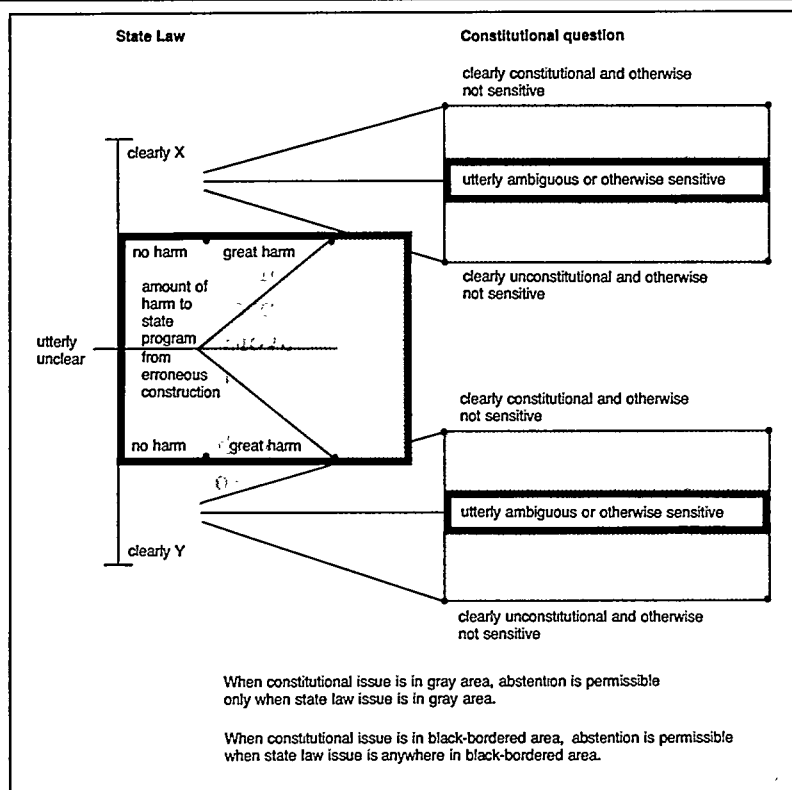 State Law
Constitutional question
clearly constitutional and otherwise
not sensitive
clearly X
utterly ambiguous or otherwise sensitive
no harm
great harm
clearly unconstitutional and otherwise
not sensitive
amount of
harm to
state
program
utterly
unclear
from
erroneous
construction
clearly constitutional and otherwise
not sensitive
no harm
great harm
utterly ambiguous or otherwise sensitive
clearly Y
clearly unconstitutional and otherwise
not sensitive
When constitutional issue is in gray area, abstention is permissible
only when state law issue is in gray area.
When constitutional issue is in black-bordered area, abstention is permissible
when state law issue is anywhere in black-bordered area.